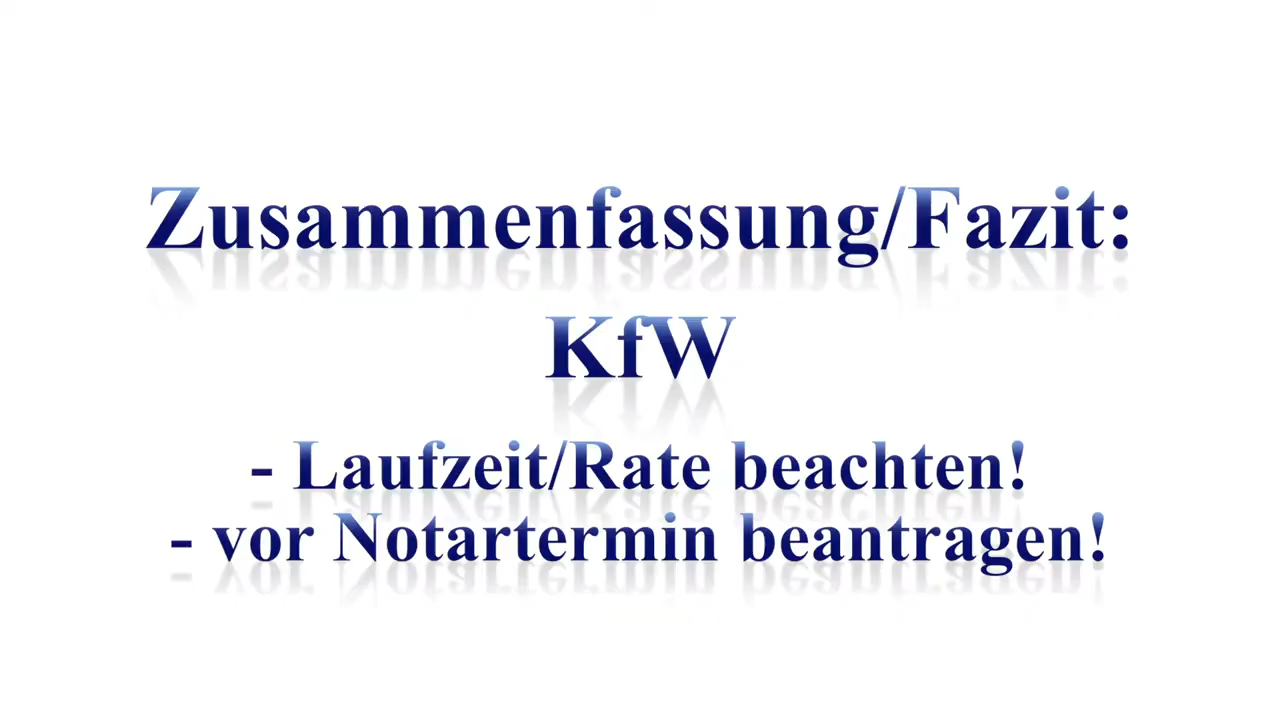 Zusammenfassung/Fazit:
KfW
- Laufzeit/Rate beachten!
- vor Notartermin beantragen!